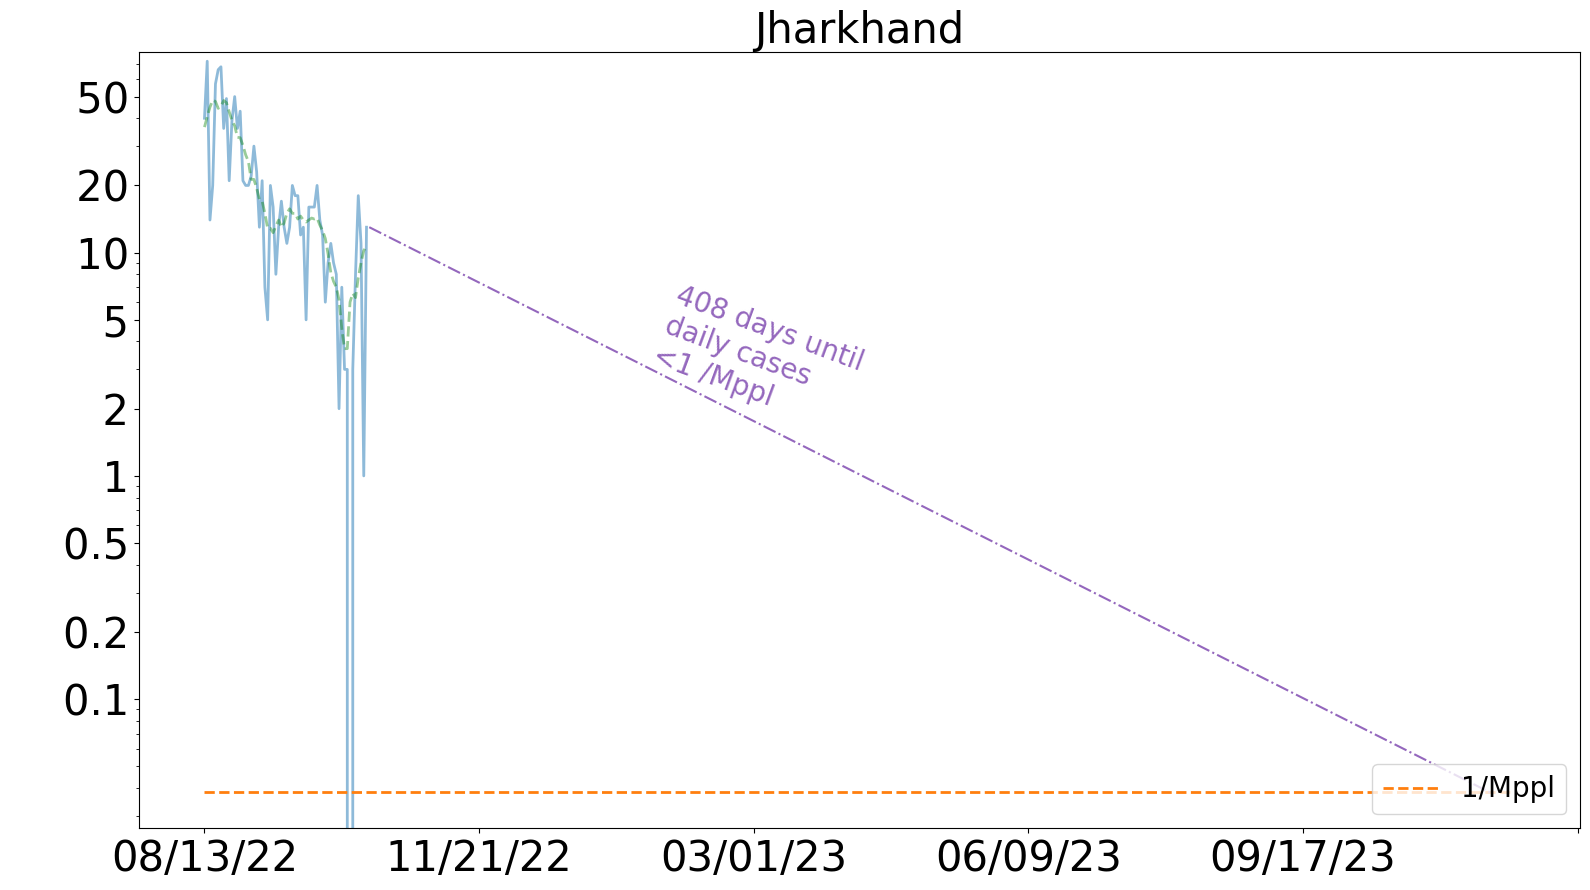 Jharkhand
50
20
10
5
2
1
0.5
0.2
0.1
408 days until
daily cases
<1 /Mppl
1/Mppl
08/13/22
11/21/22
03/01/23
06/09/23
09/17/23